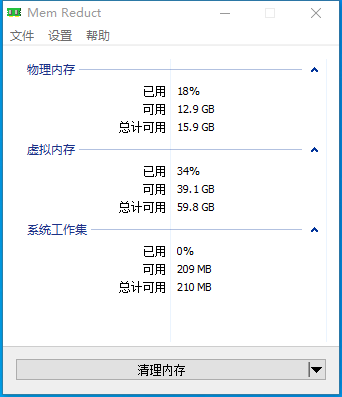 Mem Reduct
文件 设置 帮助
物理内存
已用 18%
可用 12.9 GB
总计可用 15.9 GB
虚拟内存
已用 34%
可用 39.1 GB
总计可用 59.8 GB
系统工作集
已用 0%
可用 209 MB
总计可用 210 MB
清理内存